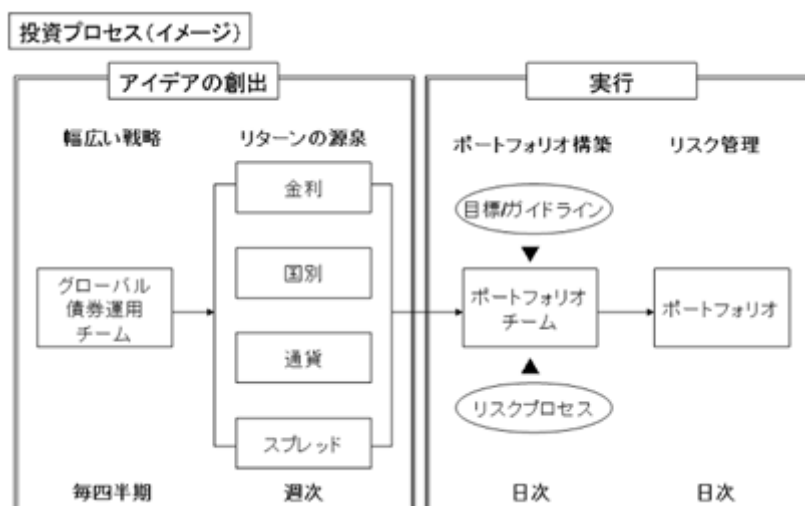 投資プロセス(イメージ)
アイデアの創出
実行
幅広い戦略
リターンの源泉
ポートフォリオ構築
リスク管理
金利
目標/ガイドライン
国別
グローバル
債券運用
チーム
ポートフォリオ
チーム
ポートフォリオ
通貨
リスクプロセス
スプレッド
毎四半期
週次
日次
日次